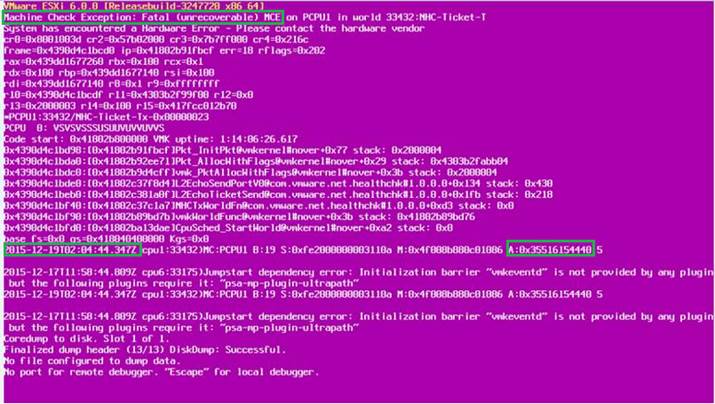 VMware ESXi 6.0.0 [Releasebuild-3247720 x86_64]
Machine Check Exception: Fatal (unrecoverable) MCE on PCPU1 in world 33432:NHC-Ticket-T
System has encountered a Hardware Error - Please contact the hardware vendor
cr0=0x8001003d cr2=0x57b02000 cr3=0x7b7ff000 cr4=0x216c
frame=0x4390d4c1bcd0 ip=0x41802b91fbcf err=18 rflags=0x202
rax=0x439dd1677260 rbx=0x100 rcx=0x1
rdx=0x100 rbp=0x439dd1677140 rsi=0x100
rdi=0x439dd1677140 r8=0x1 r9=0xffffffff
r10=0x4390d4c1bcdf r11=0x4303b2f99f00 r12=0x0
r13=0x2000003 r14=0x100 r15=0x417fcc012b70
*PCPU1:33432/NHC-Ticket-Tx-0x00000023
PCPU 0: VSVSVSSSUSUUVUVVUVVS
Code start: 0x41802b800000 VMK uptime: 1:14:06:26.617
0x4390d4c1bd98:[0x41802b91fbcf]Pkt_InitPkt@vmkernel#nover+0x77 stack: 0x2000004
0x4390d4c1bda0:[0x41802b92ee71]Pkt_AllocWithFlags@vmkernel#nover+0x29 stack: 0x4303b2fabb04
0x4390d4c1bdc0:[0x41802b9d4cff]vmk_PktAllocWithFlags@vmkernel#nover+0x3b stack: 0x2000004
0x4390d4c1bde0:[0x41802c37f8d4]L2EchoSendPortV0@com.vmware.net.healthchk#1.0.0.0+0x134 stack: 0x430
0x4390d4c1beb0:[0x41802c381a0f]L2EchoTicketSend@com.vmware.net.healthchk#1.0.0.0+0x1fb stack: 0x218
0x4390d4c1bf40:[0x41802c37c1a7]NHCTxWorldFn@com.vmware.net.healthchk#1.0.0.0+0xd3 stack: 0x0
0x4390d4c1bf90:[0x41802b89bd7b]vmkWorldFunc@vmkernel#nover+0x3b stack: 0x41802b89bd76
0x4390d4c1bfd0:[0x41802ba13dae]CpuSched_StartWorld@vmkernel#nover+0xa2 stack: 0x0
base fs=0x0 gs=0x418040400000 Kgs=0x0
2015-12-19T02:04:44.347Z cpu1:33432)MC:PCPU1 B:19 S:0xfe2000000003110a M:0x4f008b880c01086 A:0x35516154440 5
2015-12-17T11:58:44.809Z cpu6:33175)Jumpstart dependency error: Initialization barrier "vmkeventd" is not provided by any plugin
but the following plugins require it: "psa-mp-plugin-ultrapath"
2015-12-19T02:04:44.347Z cpu1:33432)MC:PCPU1 B:19 S:0xfe2000000003110a M:0x4f008b880c01086 A:0x35516154440 5
2015-12-17T11:58:44.809Z cpu6:33175)Jumpstart dependency error: Initialization barrier "vmkeventd" is not provided by any plugin
but the following plugins require it: "psa-mp-plugin-ultrapath"
Coredump to disk. Slot 1 of 1.
Finalized dump header (13/13) DiskDump: Successful.
No file configured to dump data.
No port for remote debugger. "Escape" for local debugger.